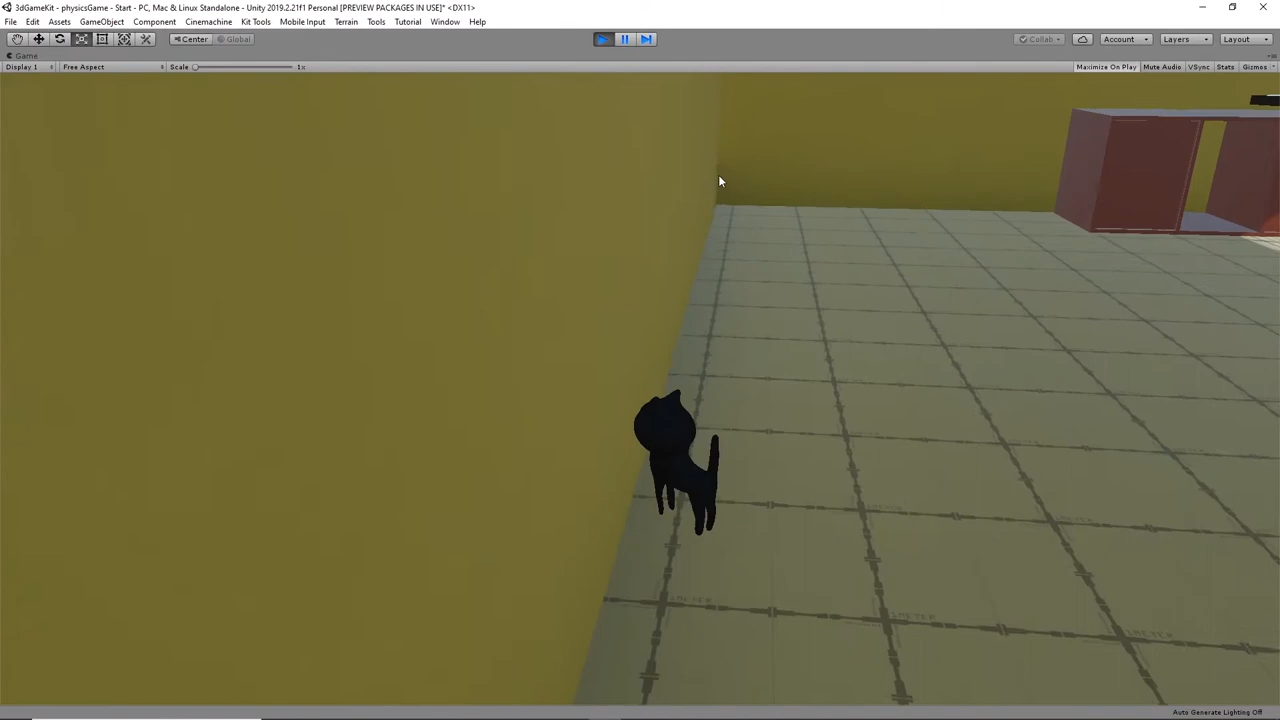 3dGameKit - physicsGame - Start - PC, Mac & Linux Standalone - Unity 2019.2.21f1 Personal [PREVIEW PACKAGES IN USE]* <DX11>
File Edit Assets GameObject Component Cinemachine Kit Tools Mobile Input Terrain Tools Tutorial Window Help
Center Global Collab Account Layers Layout
Game
Display 1 Free Aspect Scale 1x Maximize On Play Mute Audio VSync Stats Gizmos
1METER
1METER
Auto Generate Lighting Off